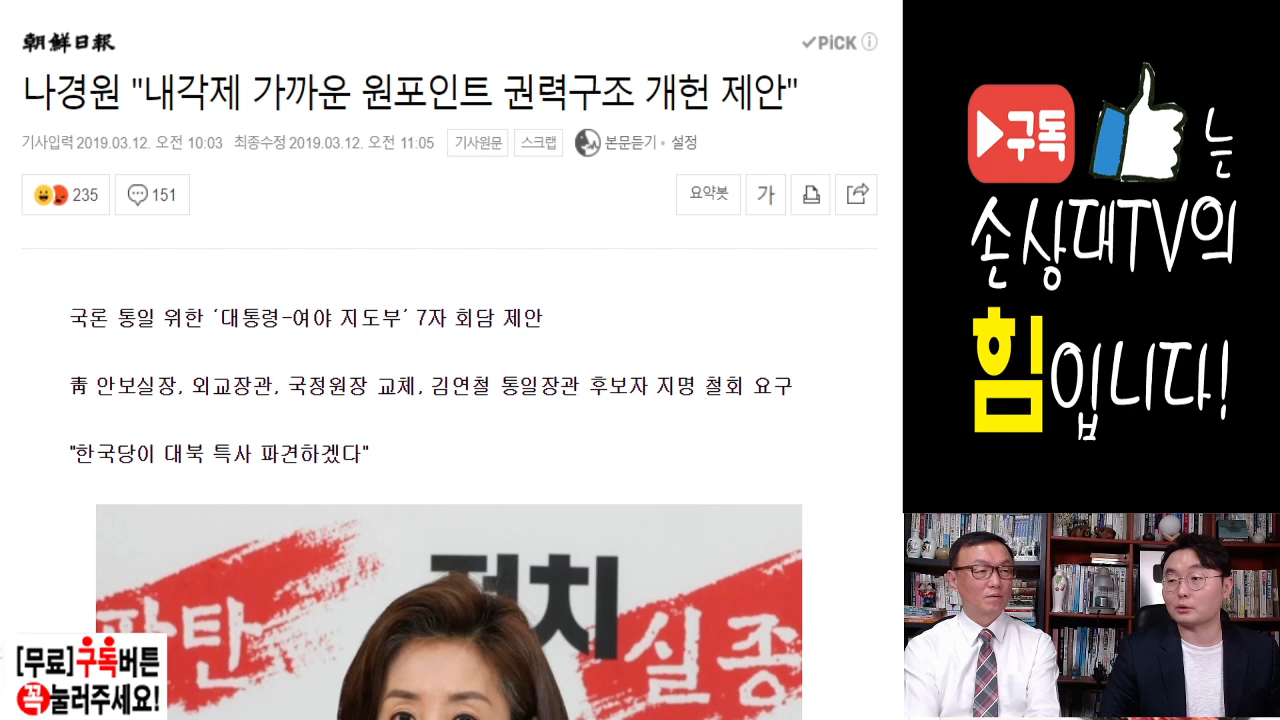 朝鮮日報
✓PiCK ⓘ
나경원 "내각제 가까운 원포인트 권력구조 개헌 제안"
기사입력 2019.03.12. 오전 10:03 최종수정 2019.03.12. 오전 11:05 기사원문 스크랩 본문듣기 • 설정
235 151 요약봇 가
국론 통일 위한 ‘대통령-여야 지도부’ 7자 회담 제안
靑 안보실장, 외교장관, 국정원장 교체, 김연철 통일장관 후보자 지명 철회 요구
"한국당이 대북 특사 파견하겠다"
정치
파탄
실종
[무료]구독버튼
꼭눌러주세요!
구독 는
손상대TV의
힘입니다!